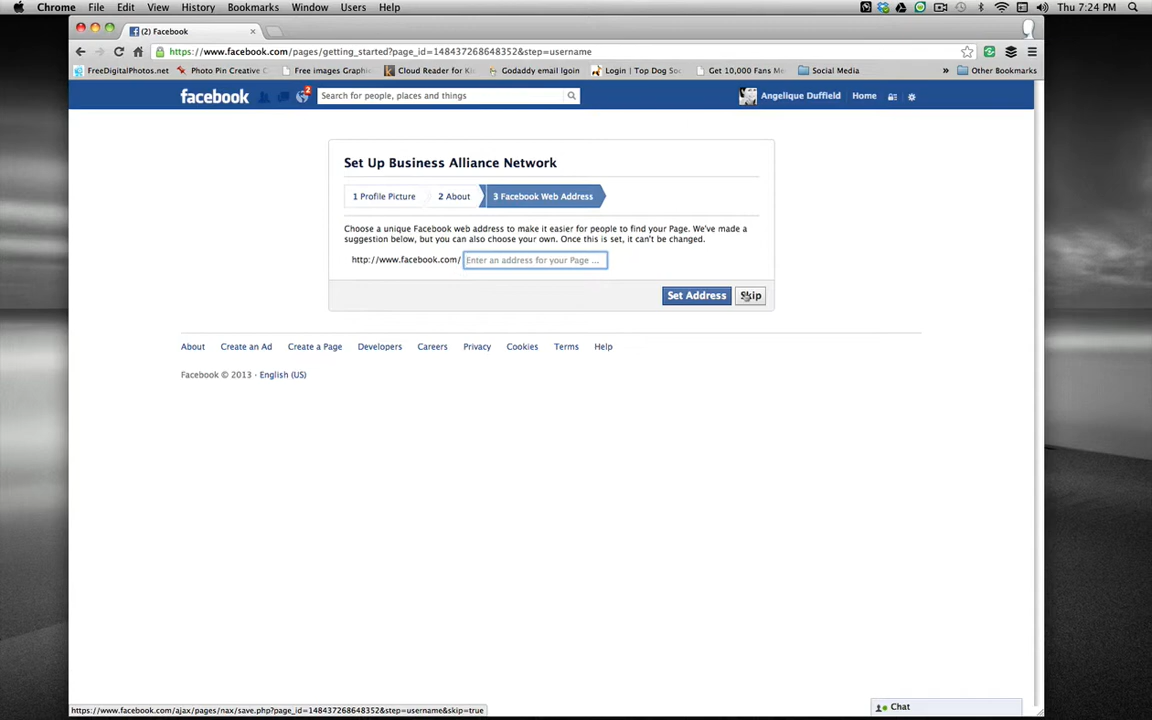 Chrome File Edit View History Bookmarks Window Users Help Thu 7:24 PM
(2) Facebook
https://www.facebook.com/pages/getting_started?page_id=148437268648352&step=username
FreeDigitalPhotos.net Photo Pin Creative C Free images Graphi Cloud Reader for Ki Godaddy email lgoin Login | Top Dog Soc Get 10,000 Fans M Social Media » Other Bookmarks
facebook 2 Search for people, places and things Angelique Duffield Home
Set Up Business Alliance Network
1 Profile Picture 2 About 3 Facebook Web Address
Choose a unique Facebook web address to make it easier for people to find your Page. We've made a
suggestion below, but you can also choose your own. Once this is set, it can't be changed.
http://www.facebook.com/ Enter an address for your Page ...
Set Address Skip
About Create an Ad Create a Page Developers Careers Privacy Cookies Terms Help
Facebook © 2013 · English (US)
https://www.facebook.com/ajax/pages/nax/save.php?page_id=148437268648352&step=username&skip=true
Chat